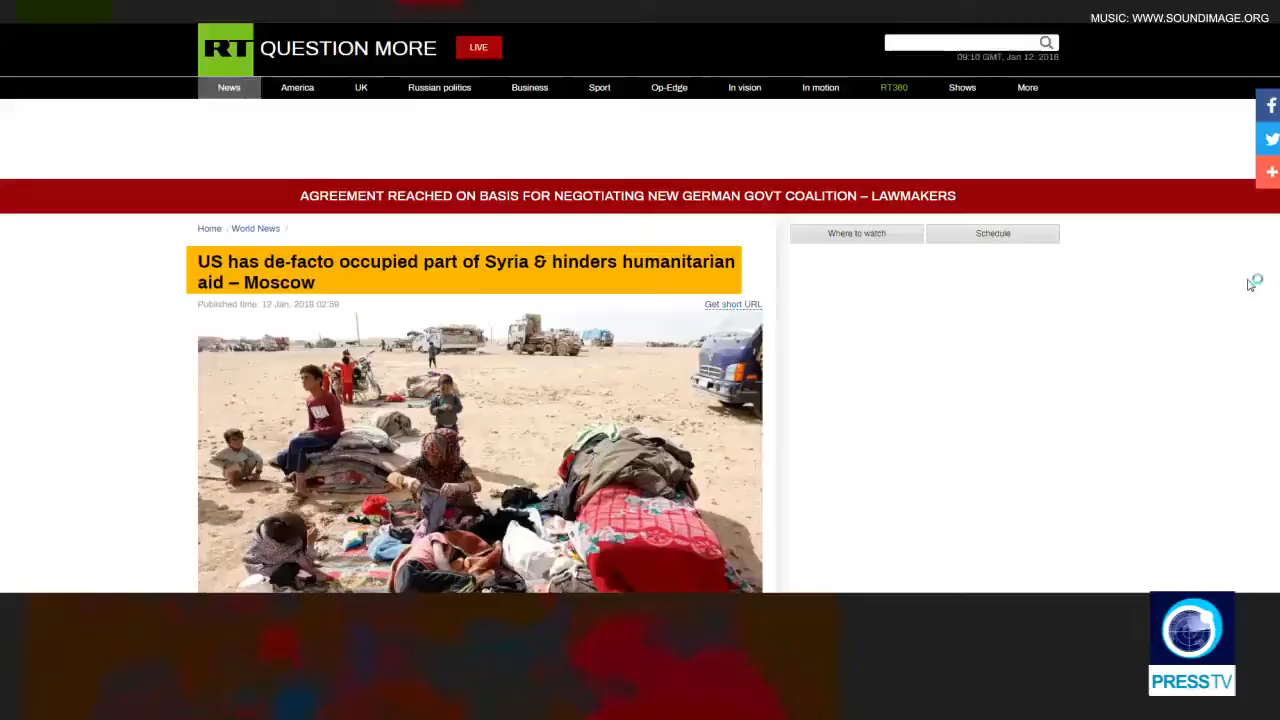 MUSIC: WWW.SOUNDIMAGE.ORG
RT QUESTION MORE LIVE
09:10 GMT, Jan 12, 2018
News America UK Russian politics Business Sport Op-Edge In vision In motion RT360 Shows More
AGREEMENT REACHED ON BASIS FOR NEGOTIATING NEW GERMAN GOVT COALITION – LAWMAKERS
Home / World News /
Where to watch Schedule
US has de-facto occupied part of Syria & hinders humanitarian
aid – Moscow
Published time: 12 Jan, 2018 02:59
Get short URL
PRESSTV